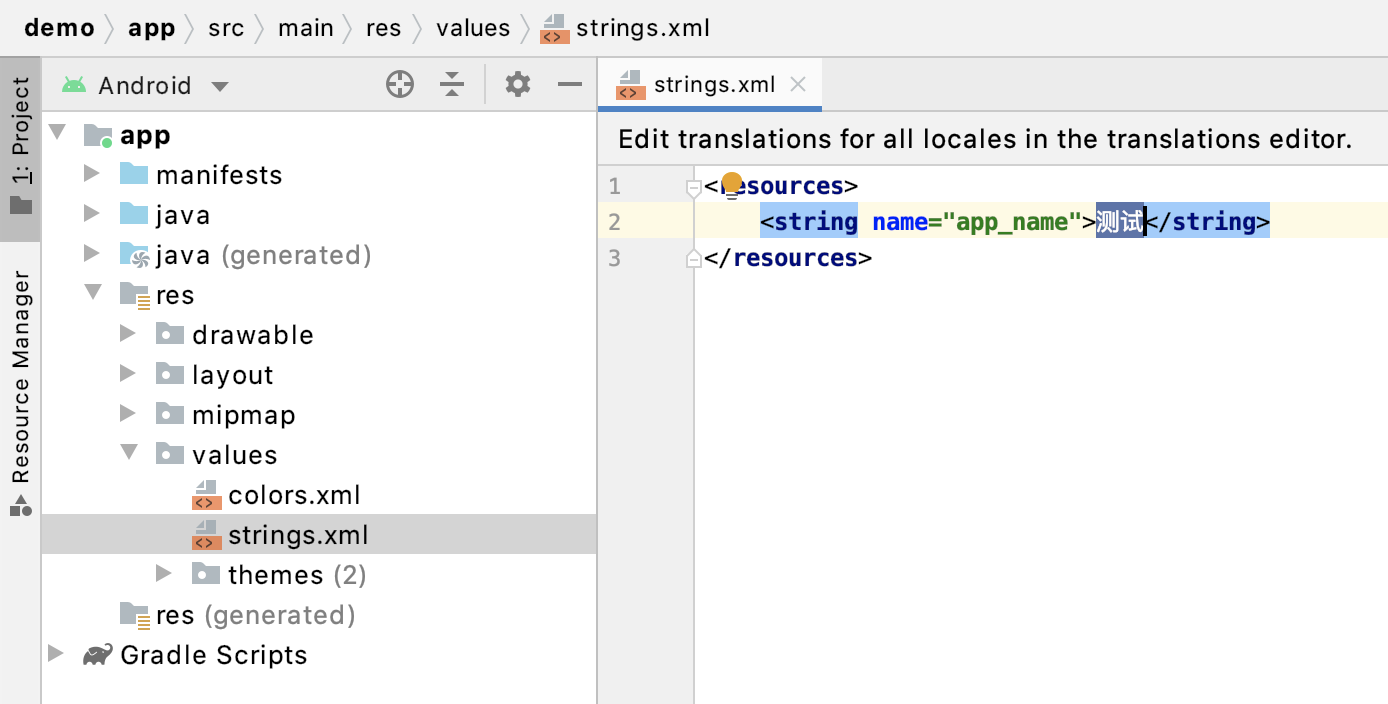 demo app src main res values strings.xml
1: Project
Resource Manager
Android
app
manifests
java
java (generated)
res
drawable
layout
mipmap
values
colors.xml
strings.xml
themes (2)
res (generated)
Gradle Scripts
strings.xml
Edit translations for all locales in the translations editor.
1 <resources>
2 <string name="app_name">测试</string>
3 </resources>